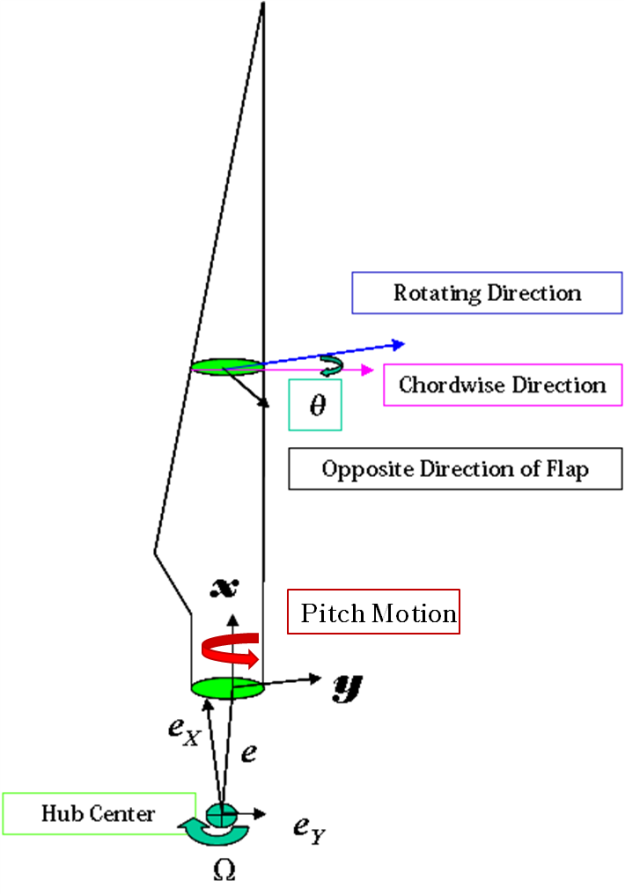 Rotating Direction
Chordwise Direction
θ
Opposite Direction of Flap
x
Pitch Motion
y
e_X
e
Hub Center
e_Y
Ω